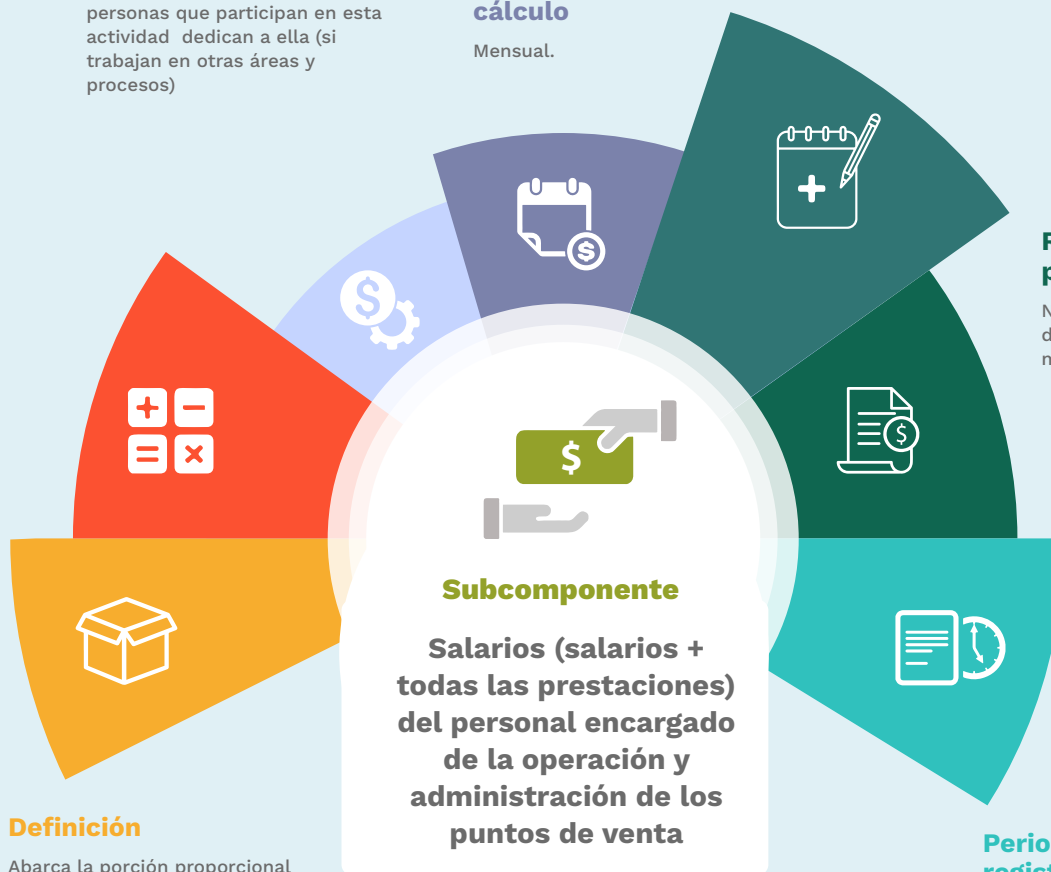 personas que participan en esta
actividad dedican a ella (si
trabajan en otras áreas y
procesos)
cálculo
Mensual.
Subcomponente
Salarios (salarios +
todas las prestaciones)
del personal encargado
de la operación y
administración de los
puntos de venta
Definición
Abarca la porción proporcional